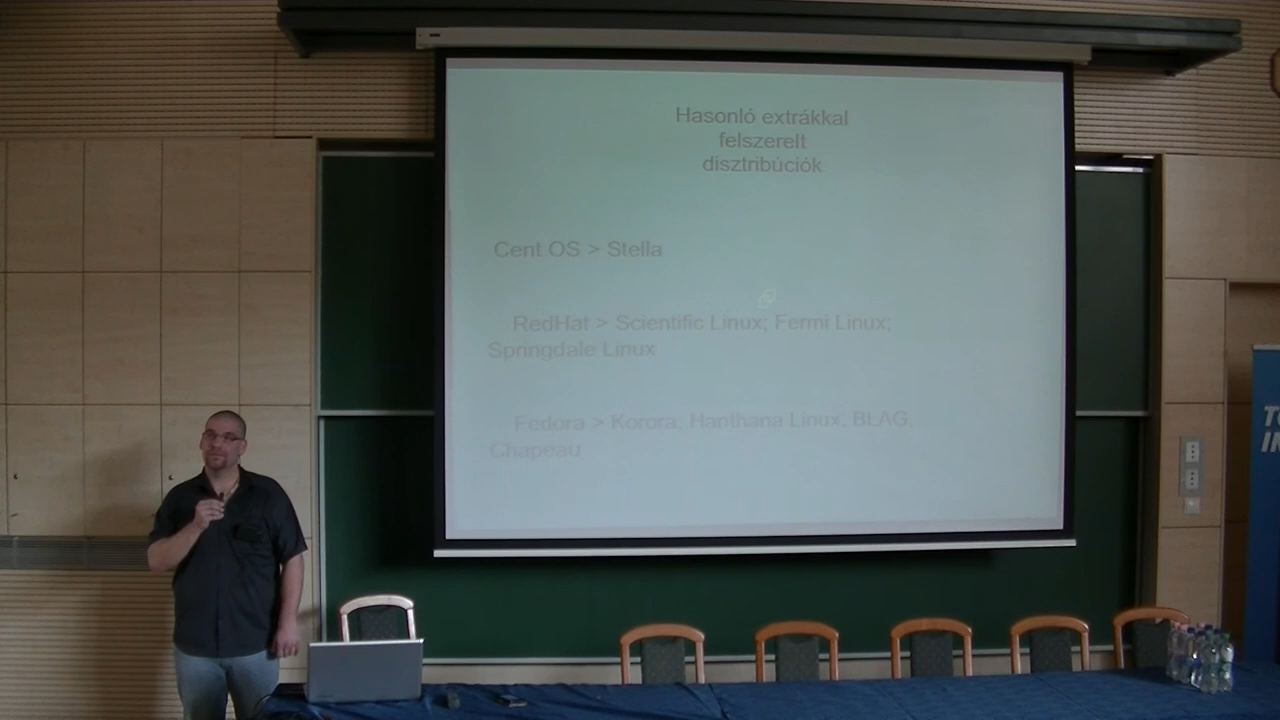 Hasonló extrákkal
felszerelt
disztribúciók
Cent OS > Stella
RedHat > Scientific Linux; Fermi Linux;
Springdale Linux
Fedora > Korora, Hanthana Linux, BLAG,
Chapeau